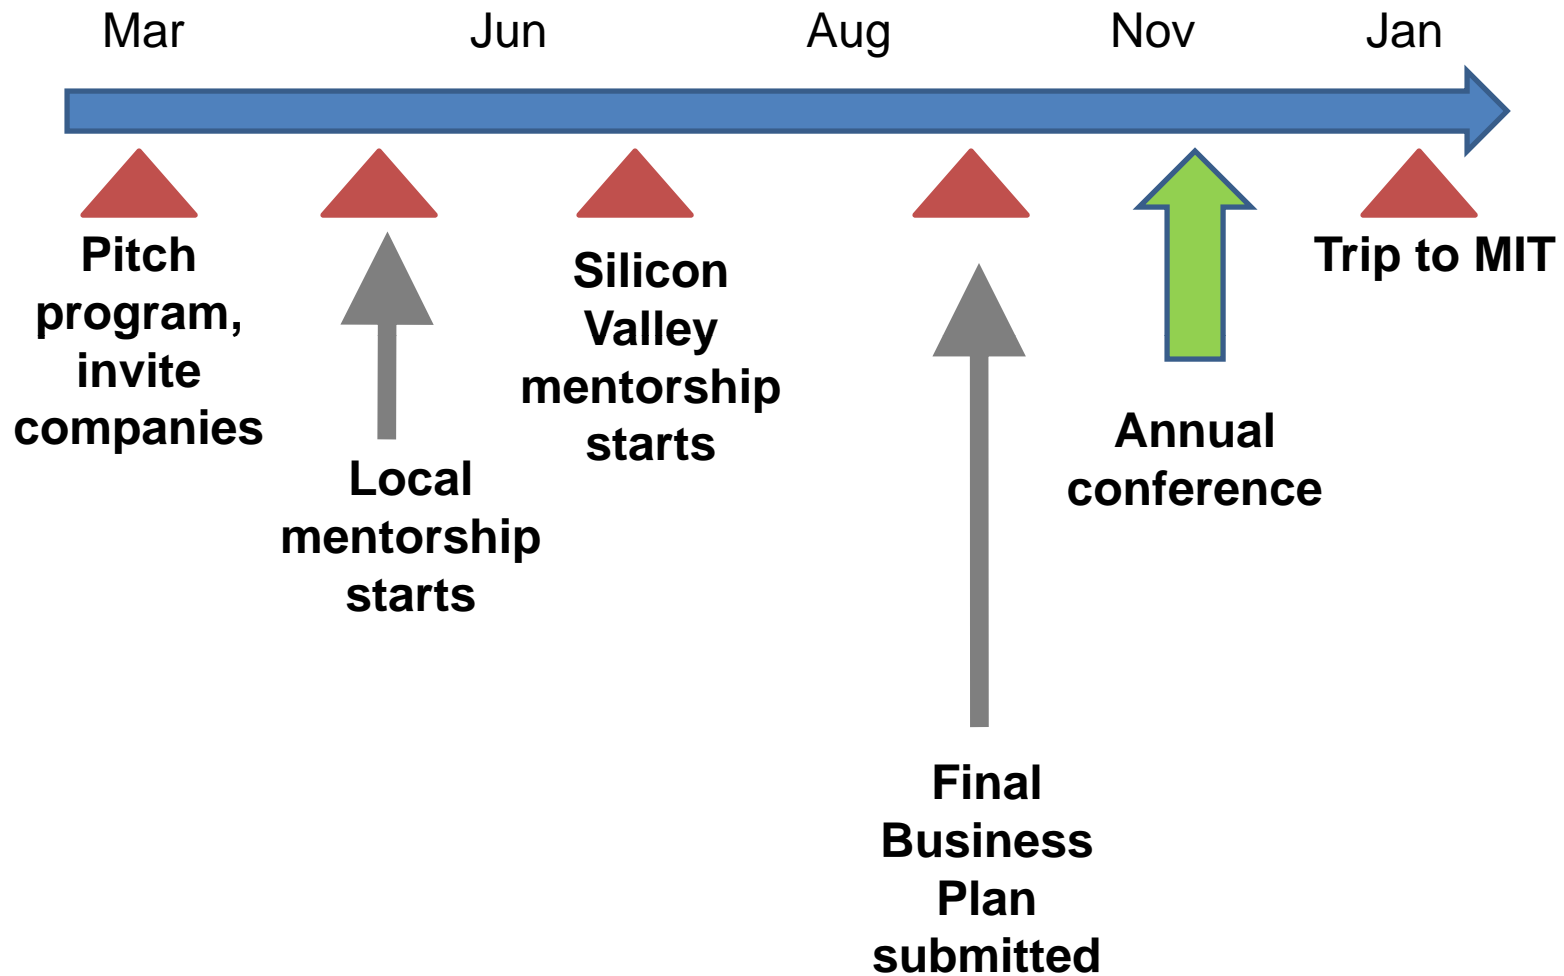 Mar
Jun
Aug
Nov
Jan
Pitch
program,
invite
companies
Local
mentorship
starts
Silicon
Valley
mentorship
starts
Final
Business
Plan
submitted
Annual
conference
Trip to MIT